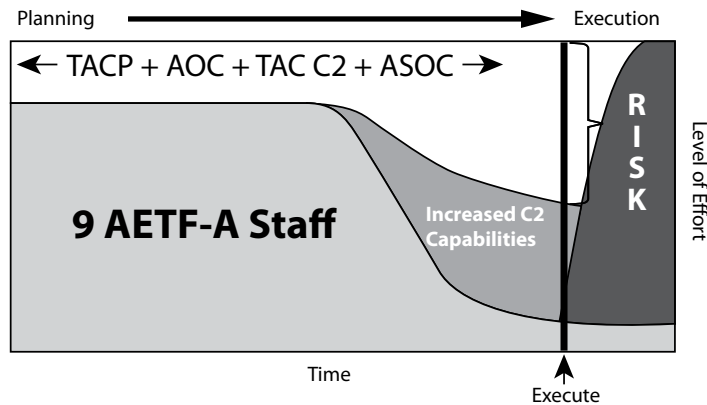 Planning
Execution
TACP + AOC + TAC C2 + ASOC
9 AETF-A Staff
Increased C2
Capabilities
R
I
S
K
Level of Effort
Time
Execute